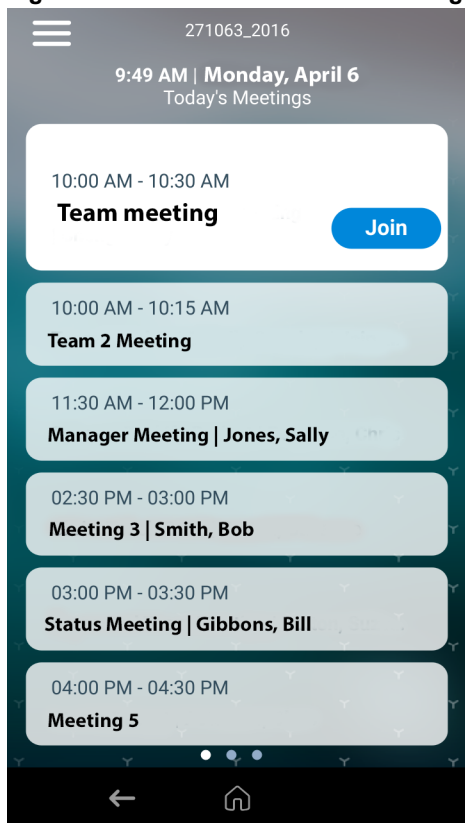 271063_2016
9:49 AM | Monday, April 6
Today's Meetings
10:00 AM - 10:30 AM
Team meeting
Join
10:00 AM - 10:15 AM
Team 2 Meeting
11:30 AM - 12:00 PM
Manager Meeting | Jones, Sally
02:30 PM - 03:00 PM
Meeting 3 | Smith, Bob
03:00 PM - 03:30 PM
Status Meeting | Gibbons, Bill
04:00 PM - 04:30 PM
Meeting 5